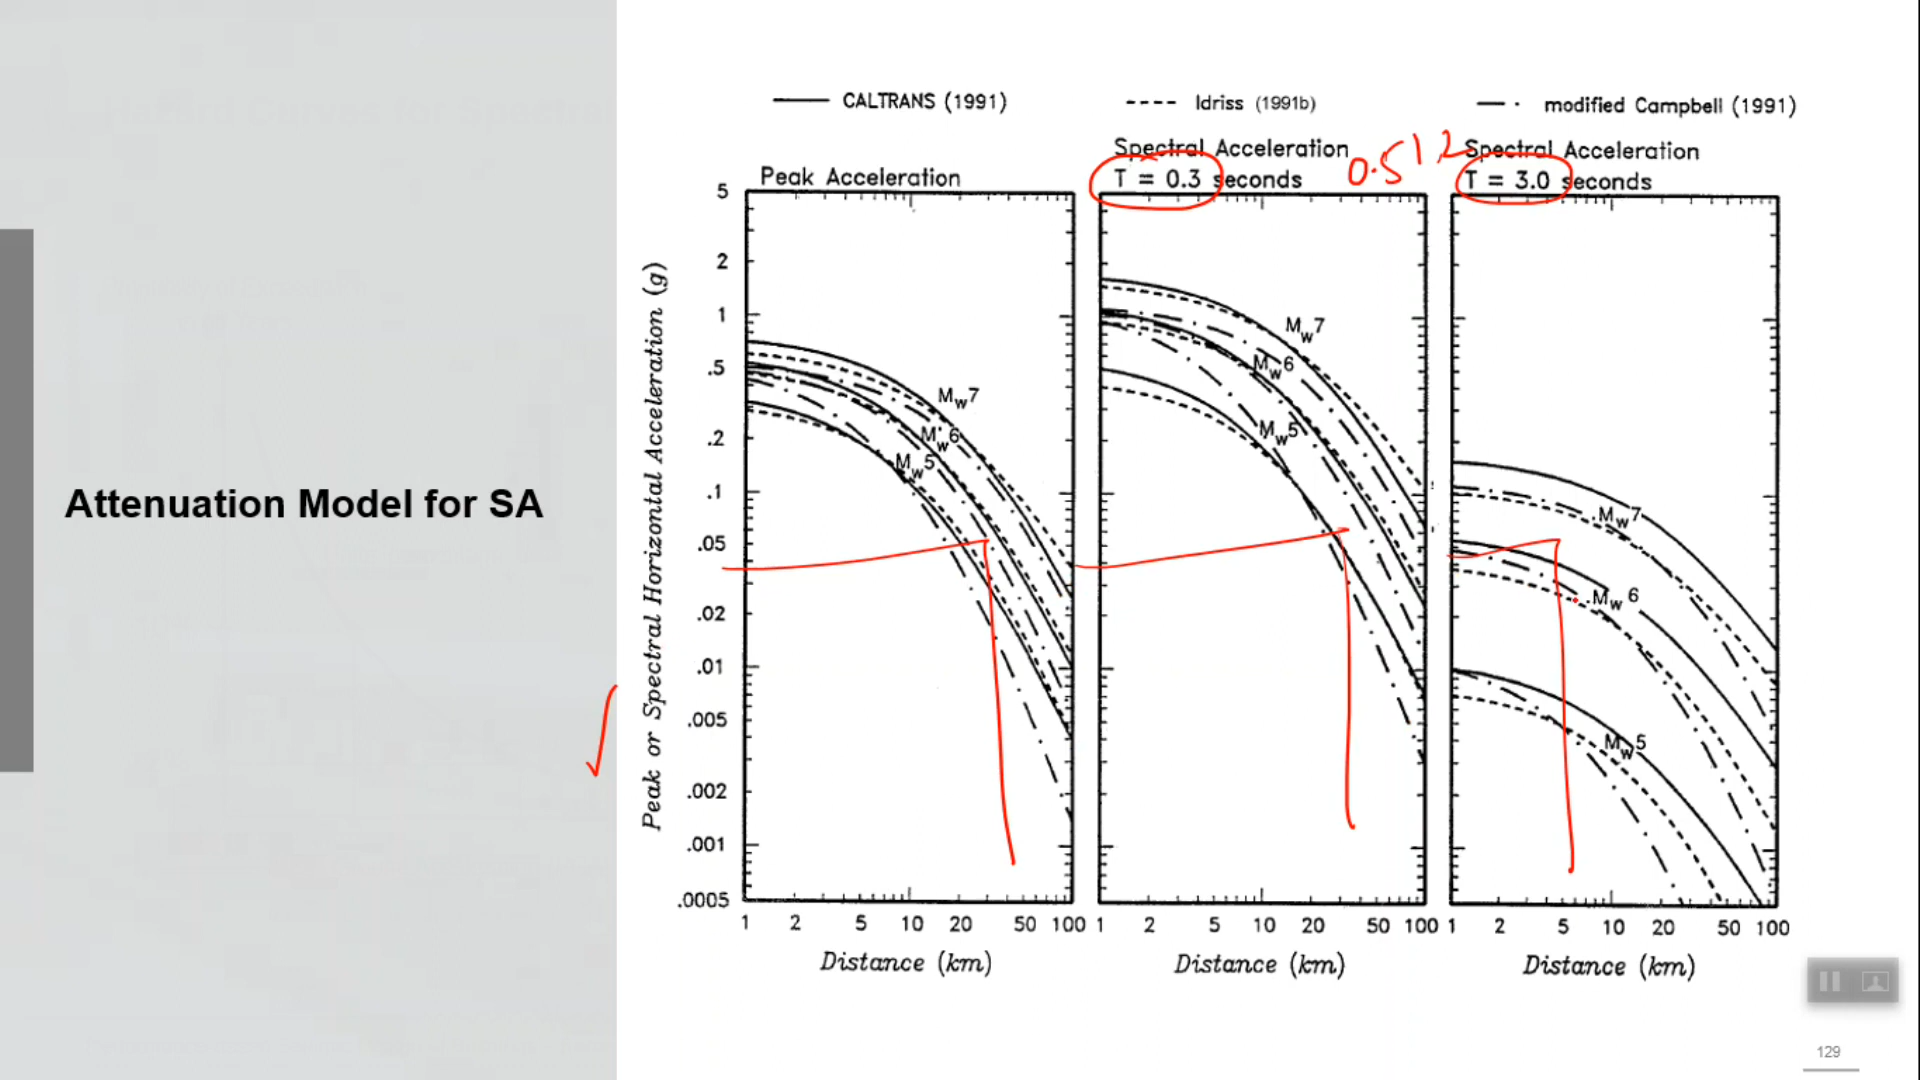 Attenuation Model for SA
CALTRANS (1991)
Idriss (1991b)
modified Campbell (1991)
Peak Acceleration
Spectral Acceleration
T = 0.3 seconds
0.5 1, 2
Spectral Acceleration
T = 3.0 seconds
Peak or Spectral Horizontal Acceleration (g)
5
2
1
.5
.2
.1
.05
.02
.01
.005
.002
.001
.0005
Mw7
Mw6
Mw5
Mw7
Mw6
Mw5
Mw7
Mw6
Mw5
1 2 5 10 20 50 100
1 2 5 10 20 50 100
1 2 5 10 20 50 100
Distance (km)
Distance (km)
Distance (km)
129